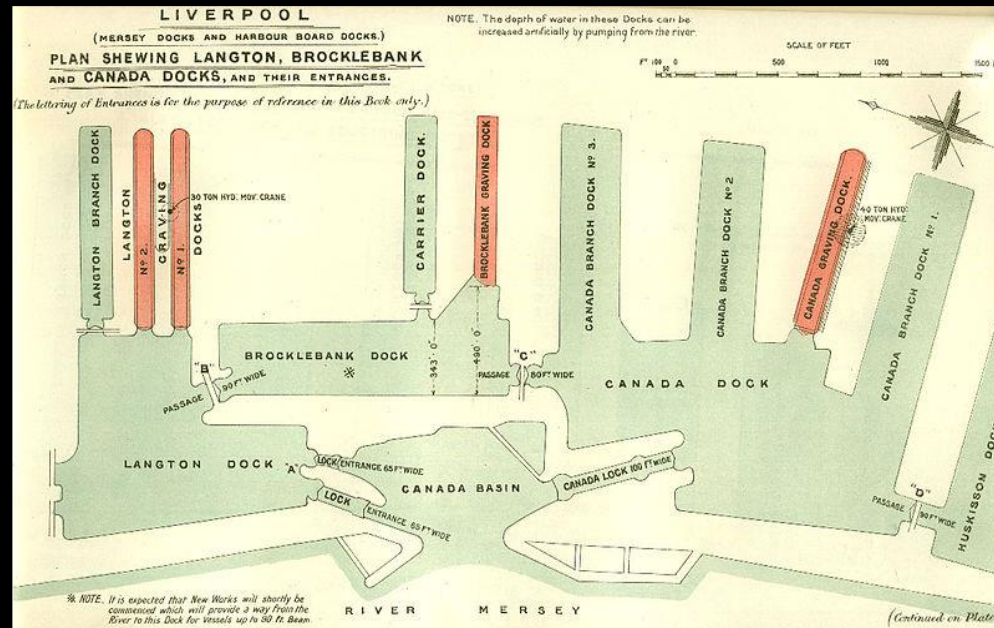 LIVERPOOL
(MERSEY DOCKS AND HARBOUR BOARD DOCKS.)
PLAN SHEWING LANGTON, BROCKLEBANK
AND CANADA DOCKS, AND THEIR ENTRANCES.
(The lettering of Entrances is for the purpose of reference in this Book only.)
NOTE. The depth of water in these Docks can be
increased artificially by pumping from the river.
SCALE OF FEET
100 50 0 500 1000 1500
LANGTON BRANCH DOCK
LANGTON
GRAVING
DOCKS
Nº 2.
Nº 1.
30 TON HYD. MOV. CRANE
CARRIER DOCK.
BROCKLEBANK GRAVING DOCK
CANADA BRANCH DOCK Nº 3.
CANADA BRANCH DOCK Nº 2
CANADA GRAVING DOCK.
40 TON HYD.
MOV. CRANE
CANADA BRANCH DOCK Nº 1.
HUSKISSON DOCK
BROCKLEBANK DOCK
343' 0"
490' 0"
"B"
PASSAGE 90 FT WIDE
"C"
PASSAGE 80 FT WIDE
CANADA DOCK
LANGTON DOCK
"A"
LOCK ENTRANCE 65 FT WIDE
LOCK ENTRANCE 65 FT WIDE
CANADA BASIN
CANADA LOCK 100 FT WIDE
"D"
PASSAGE 90 FT WIDE
RIVER MERSEY
※ NOTE. It is expected that New Works will shortly be
commenced which will provide a way from the
River to this Dock for Vessels up to 90 ft. Beam.
(Continued on Plate